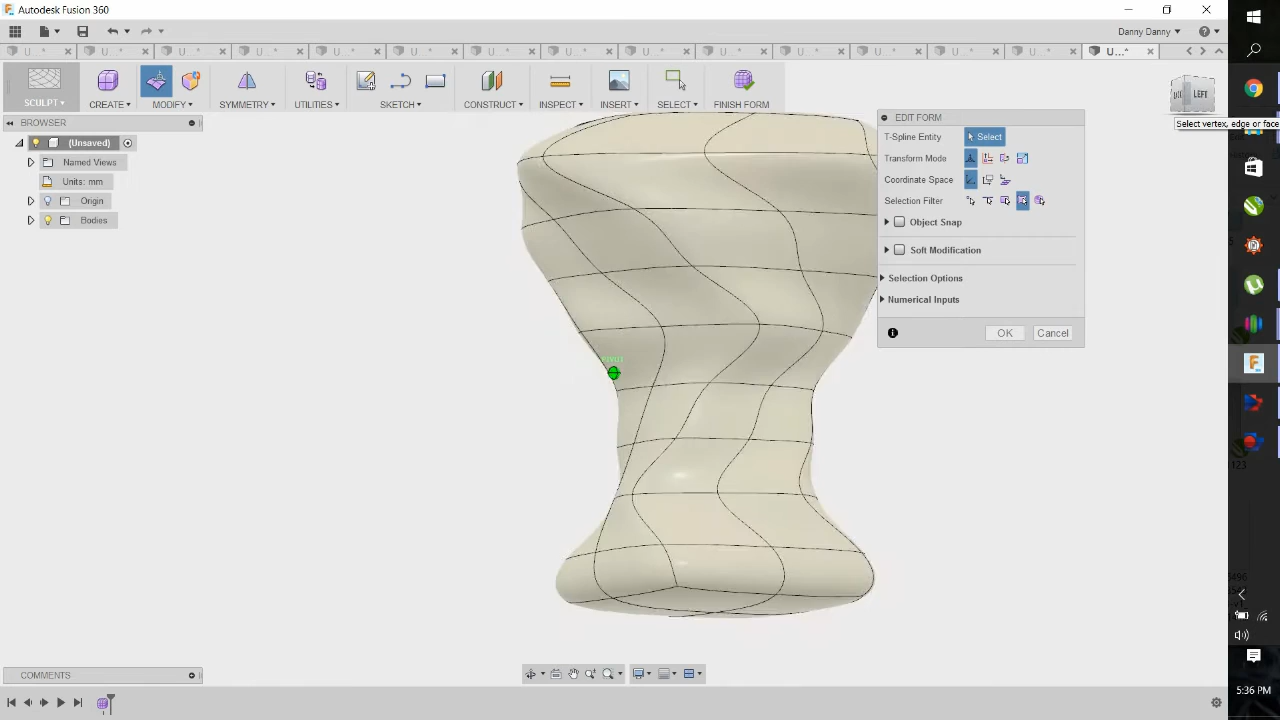 Autodesk Fusion 360
Danny Danny
U... *
SCULPT
CREATE
MODIFY
SYMMETRY
UTILITIES
SKETCH
CONSTRUCT
INSPECT
INSERT
SELECT
FINISH FORM
LEFT
Select vertex, edge or face
BROWSER
(Unsaved)
Named Views
Units: mm
Origin
Bodies
EDIT FORM
T-Spline Entity
Select
Transform Mode
Coordinate Space
Selection Filter
Object Snap
Soft Modification
Selection Options
Numerical Inputs
OK
Cancel
COMMENTS
123
5:36 PM